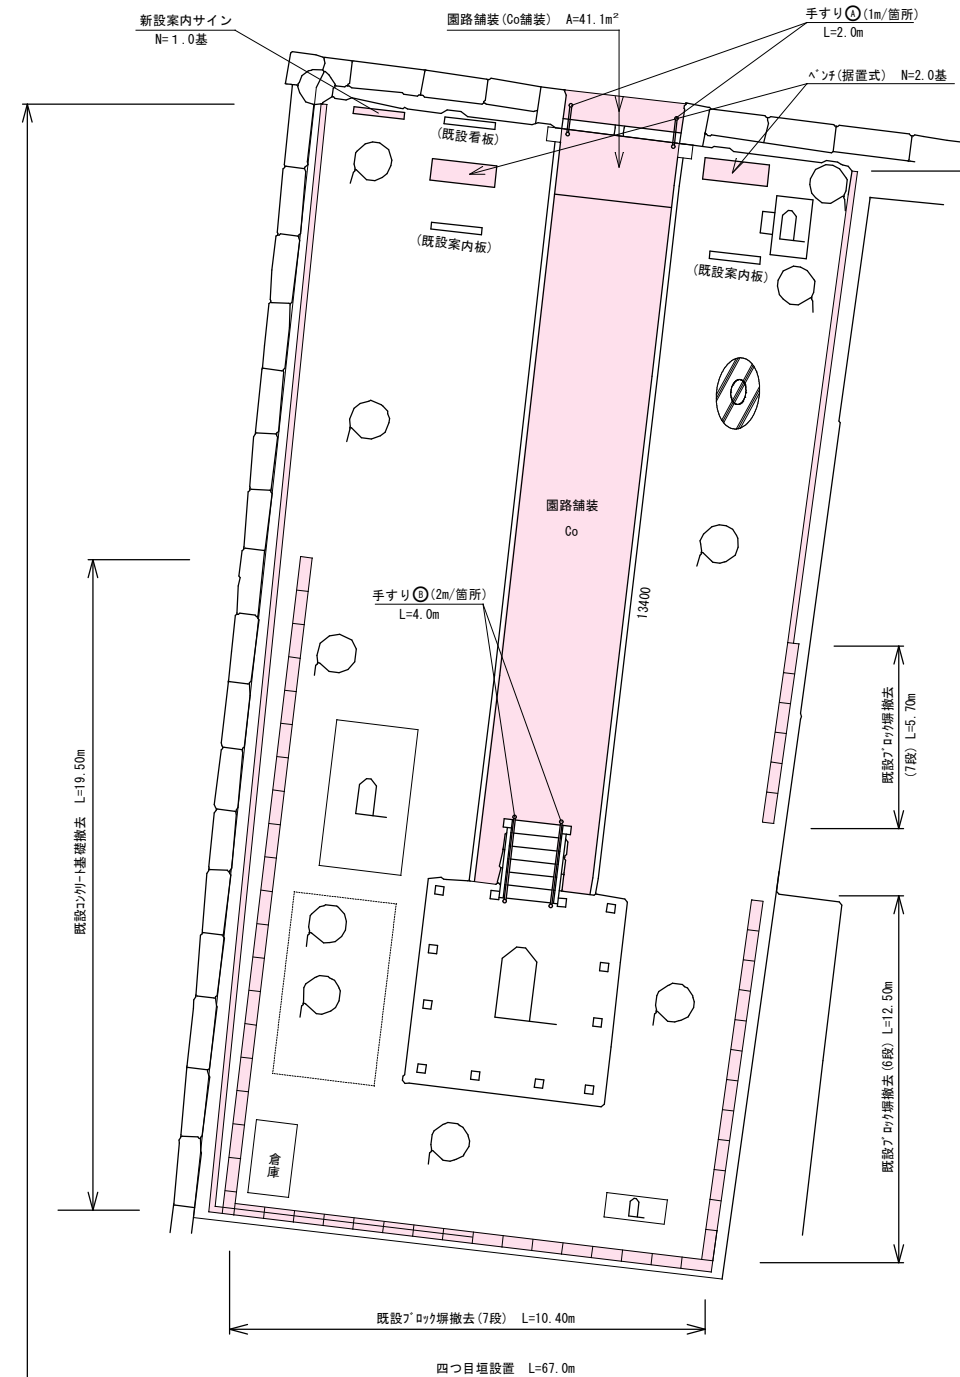 新設案内サイン
N=1.0基
園路舗装(Co舗装) A=41.1m²
手すりⒶ(1m/箇所)
L=2.0m
ベンチ(据置式) N=2.0基
(既設看板)
(既設案内板)
(既設案内板)
園路舗装
Co
手すりⒷ(2m/箇所)
L=4.0m
13400
既設ブロック塀撤去
(7段) L=5.70m
既設コンクリート基礎撤去 L=19.50m
既設ブロック塀撤去(6段) L=12.50m
倉庫
既設ブロック塀撤去(7段) L=10.40m
四つ目垣設置 L=67.0m